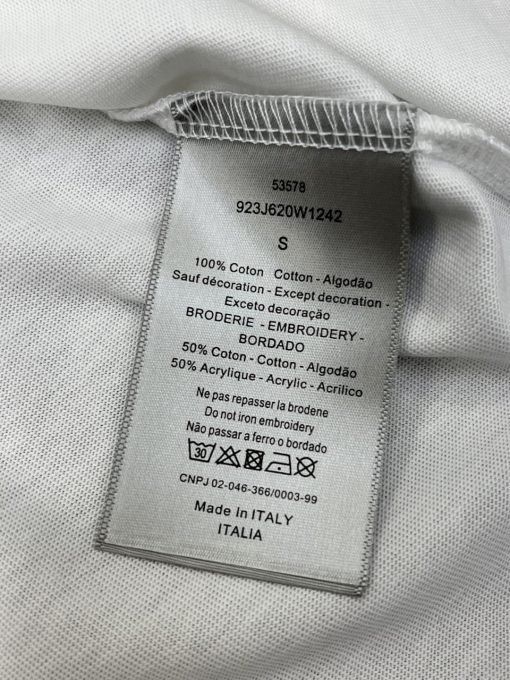 53578
923J620W1242
S
100% Coton Cotton - Algodão
Sauf décoration - Except decoration -
Exceto decoração
BRODERIE - EMBROIDERY -
BORDADO
50% Coton - Cotton - Algodão
50% Acrylique - Acrylic - Acrilico
Ne pas repasser la brodene
Do not iron embroidery
Não passar a ferro o bordado
30
CNPJ 02-046-366/0003-99
Made In ITALY
ITALIA